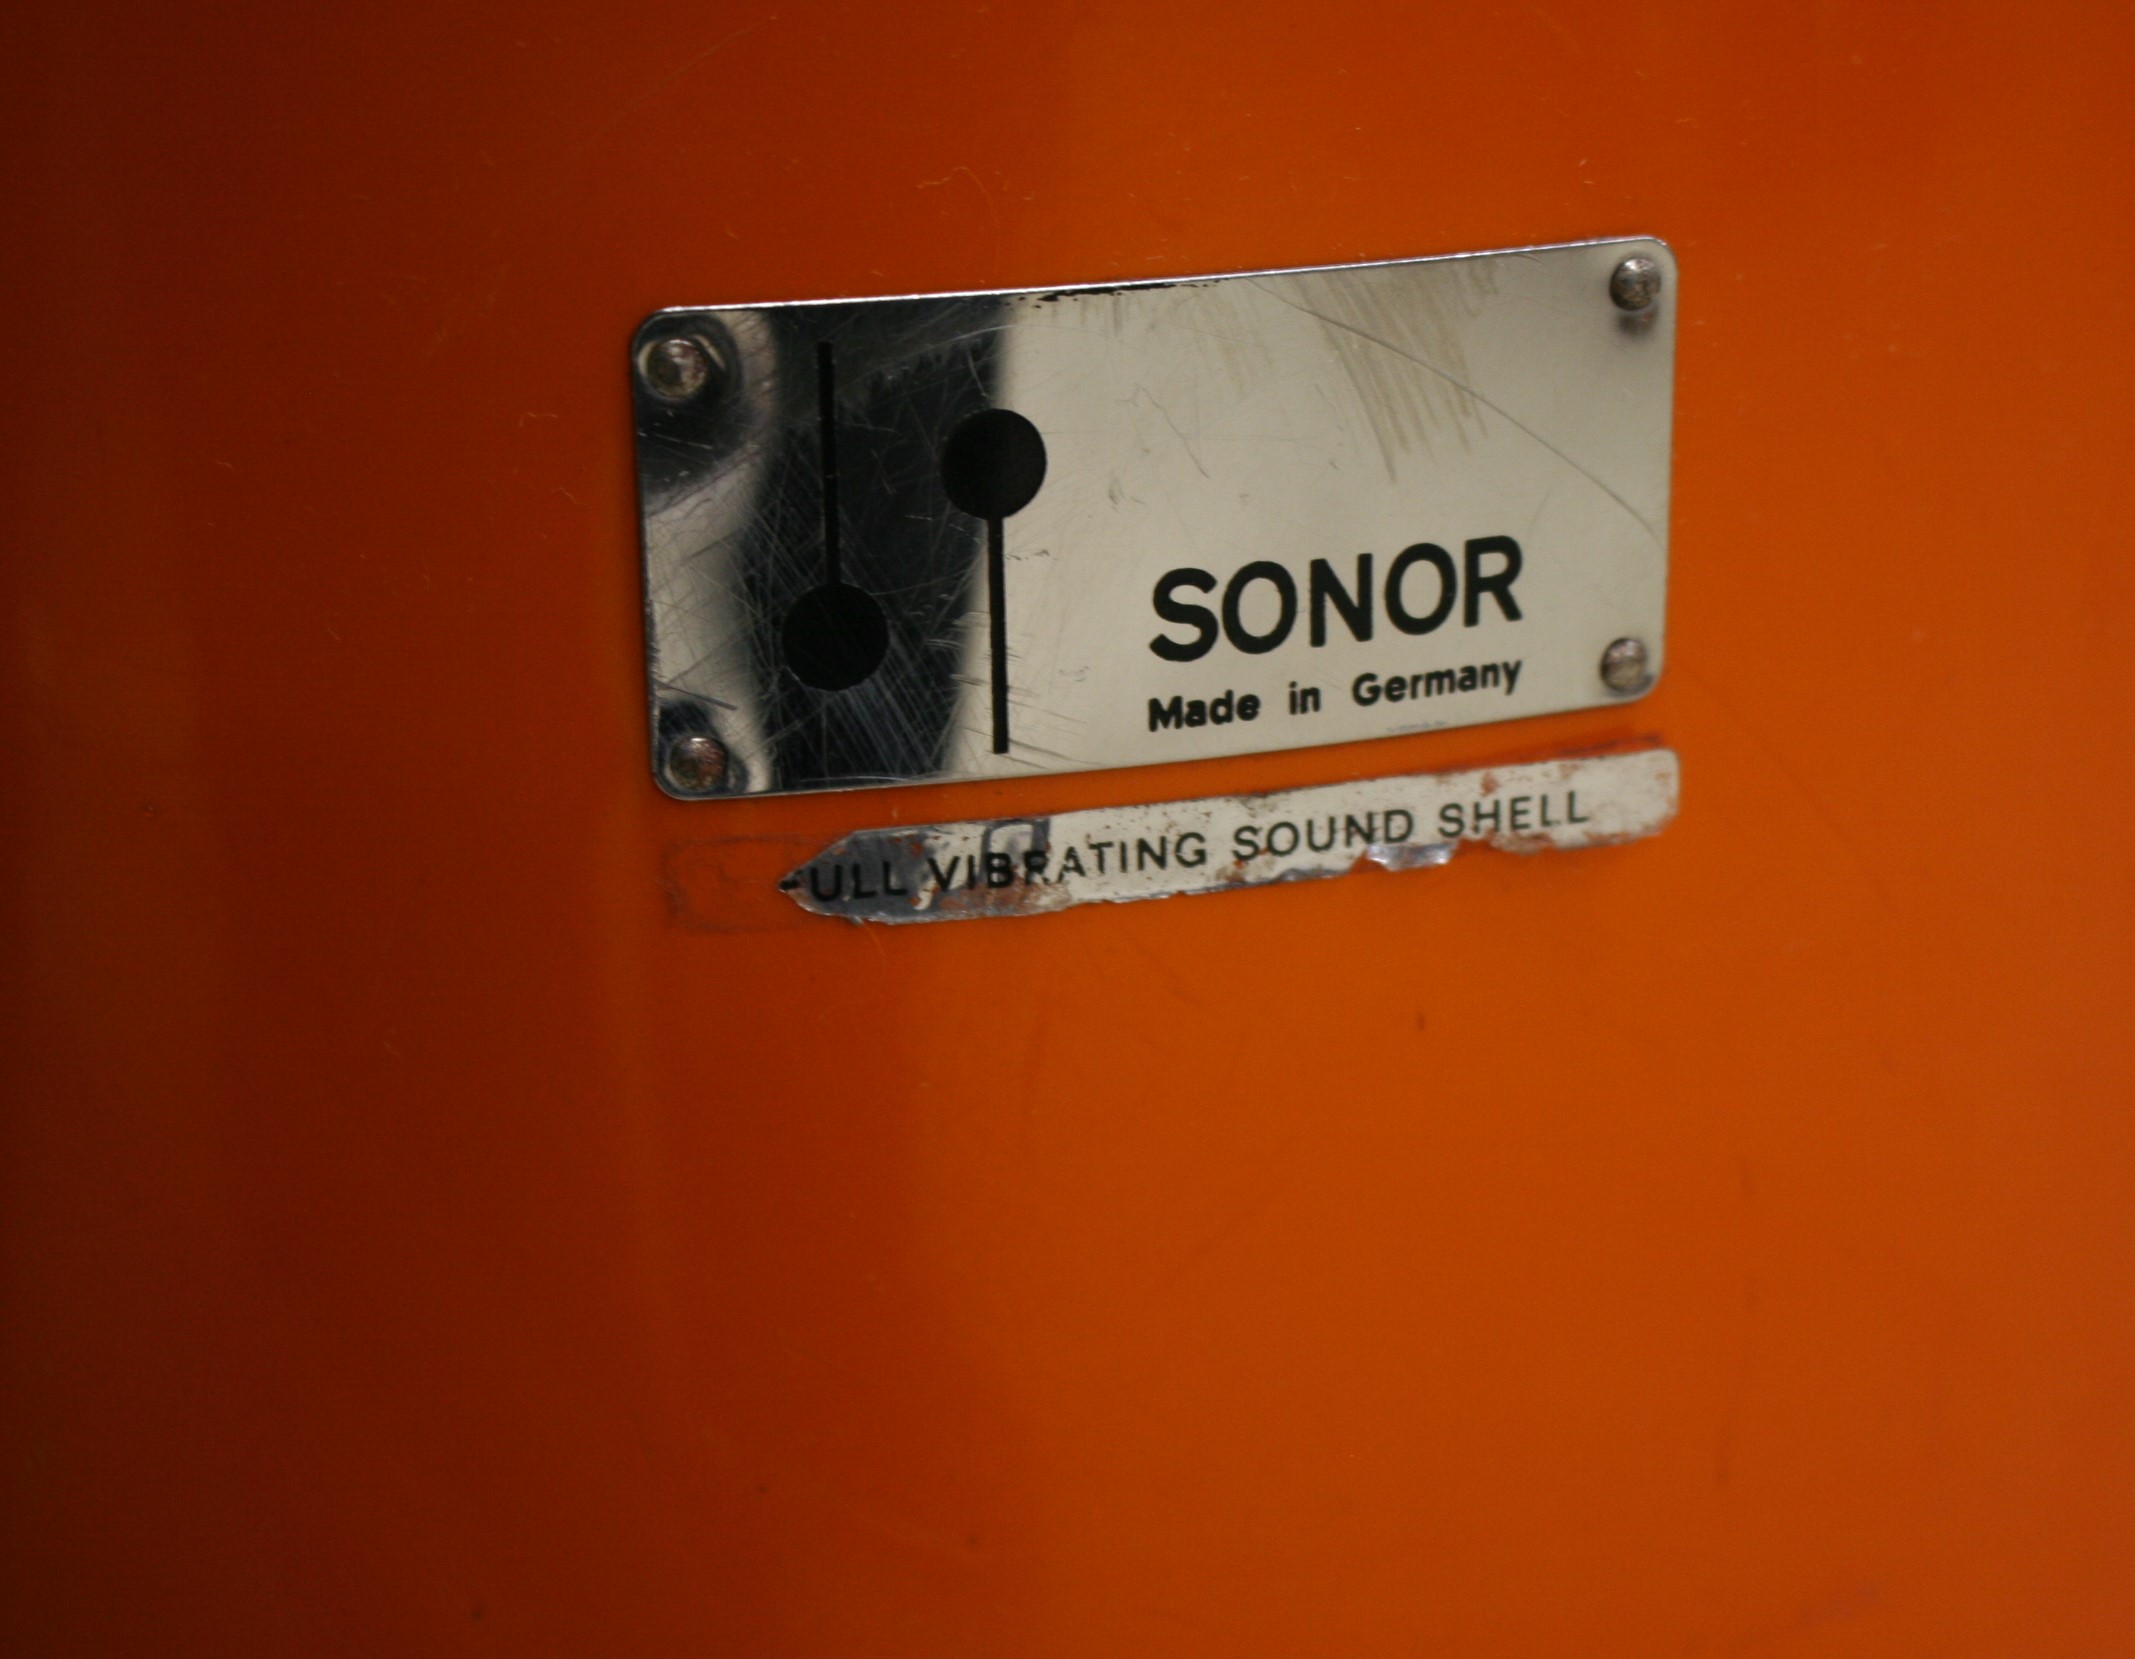 SONOR
Made in Germany
ULL VIBRATING SOUND SHELL